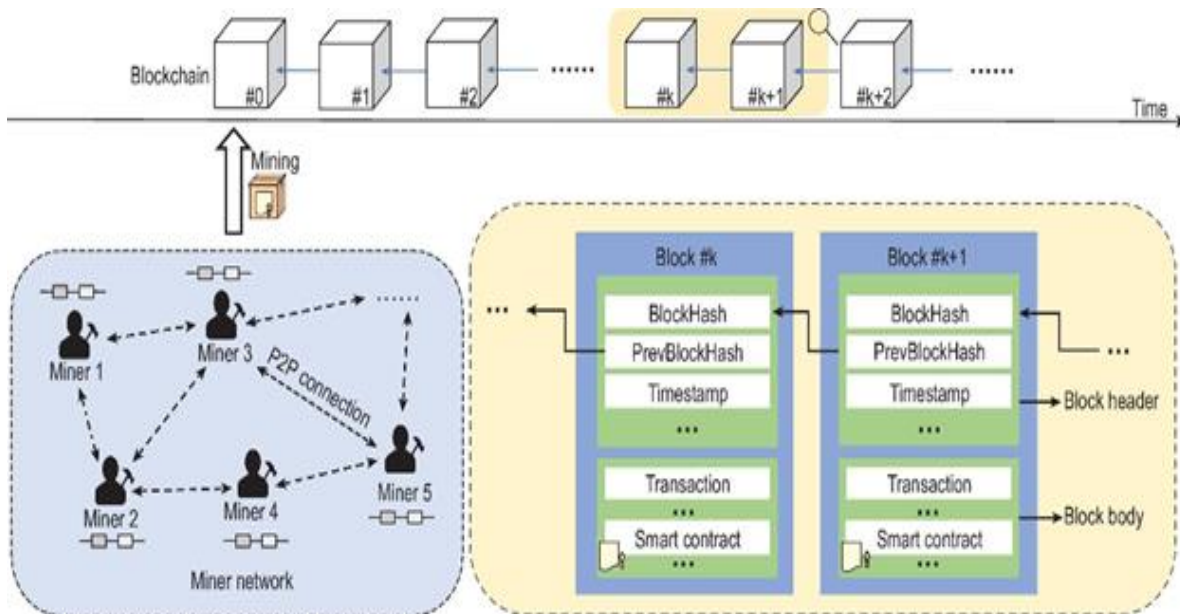 Blockchain
#0
#1
#2
......
#k
#k+1
#k+2
......
Time
Mining
Miner 1
Miner 3
......
P2P connection
Miner 2
Miner 4
Miner 5
Miner network
Block #k
Block #k+1
...
BlockHash
BlockHash
PrevBlockHash
PrevBlockHash
...
Timestamp
Timestamp
Block header
...
...
Transaction
Transaction
...
...
Block body
Smart contract
Smart contract
...
...